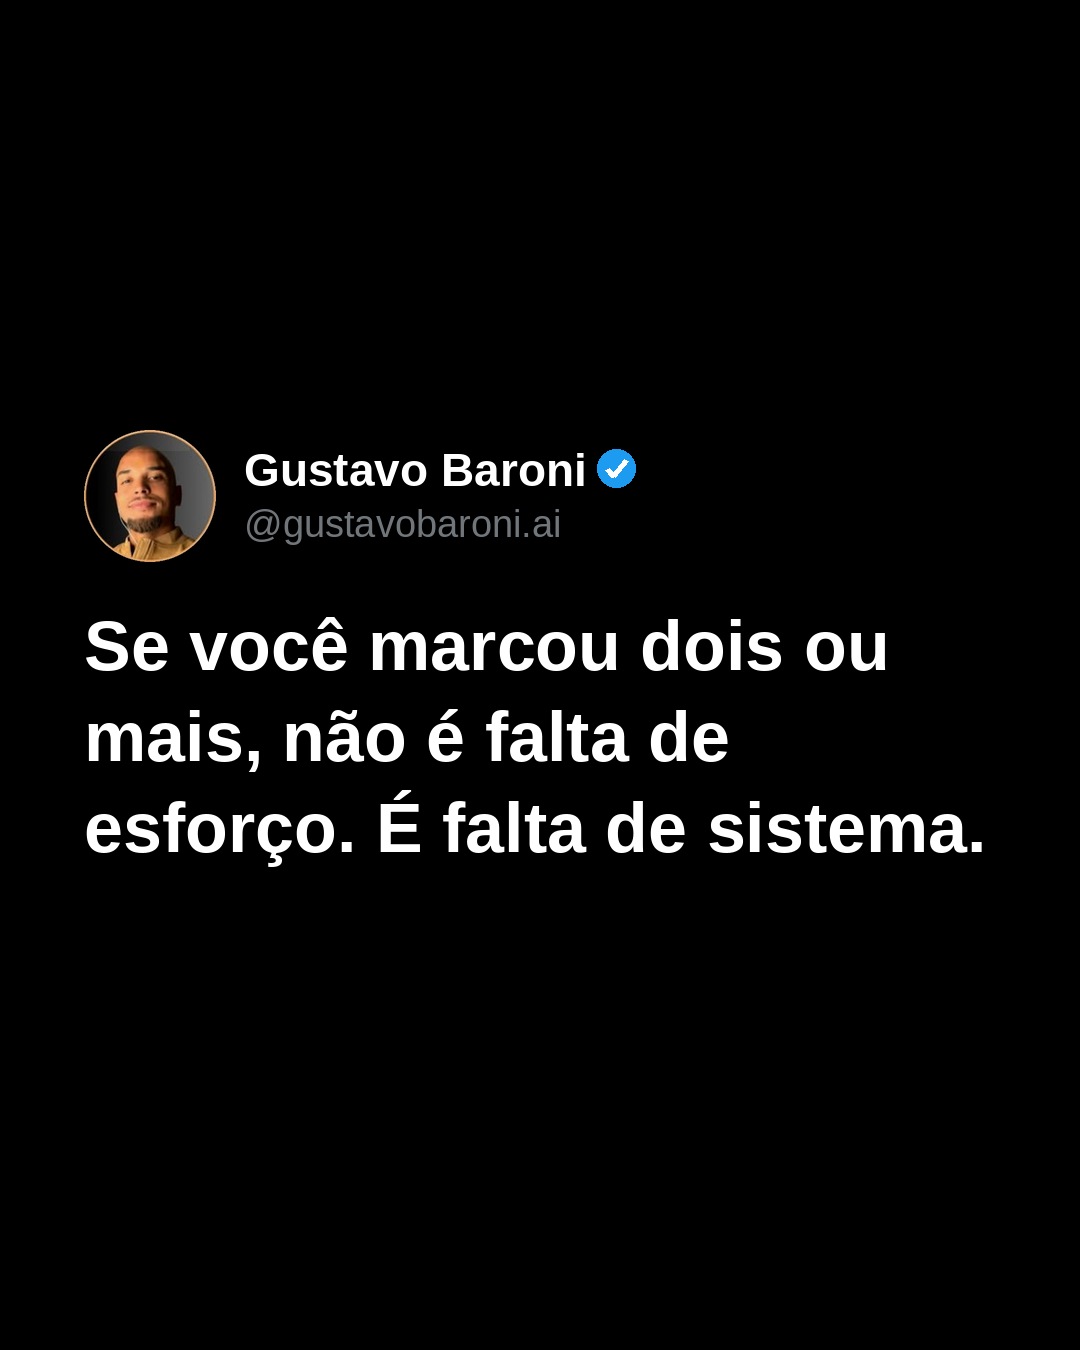 Gustavo Baroni
@gustavobaroni.ai
Se você marcou dois ou
mais, não é falta de
esforço. É falta de sistema.